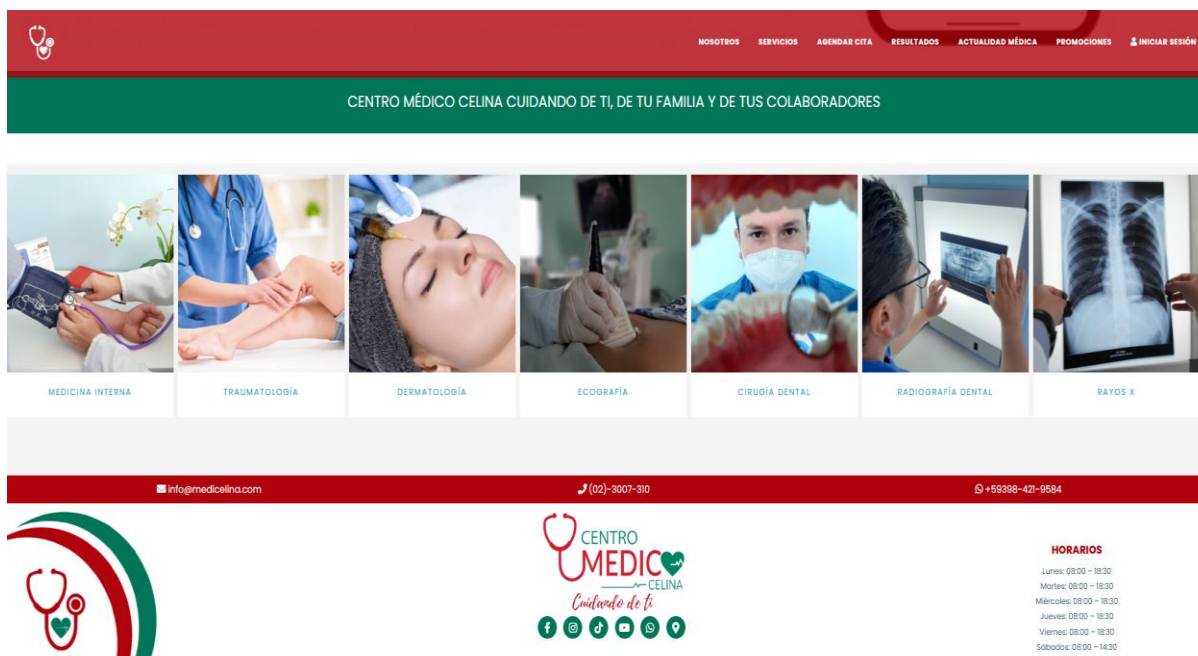 NOSOTROS SERVICIOS AGENDAR CITA RESULTADOS ACTUALIDAD MÉDICA PROMOCIONES INICIAR SESIÓN
CENTRO MÉDICO CELINA CUIDANDO DE TI, DE TU FAMILIA Y DE TUS COLABORADORES
MEDICINA INTERNA
TRAUMATOLOGÍA
DERMATOLOGÍA
ECOGRAFÍA
CIRUGÍA DENTAL
RADIOGRAFÍA DENTAL
RAYOS X
info@medicelina.com
(02)-3007-310
+59398-421-9584
CENTRO
MEDICO
CELINA
Cuidando de ti
HORARIOS
Lunes: 08:00 – 18:30
Martes: 08:00 – 18:30
Miércoles: 08:00 – 18:30
Jueves: 08:00 – 18:30
Viernes: 08:00 – 18:30
Sábados: 08:00 – 14:30